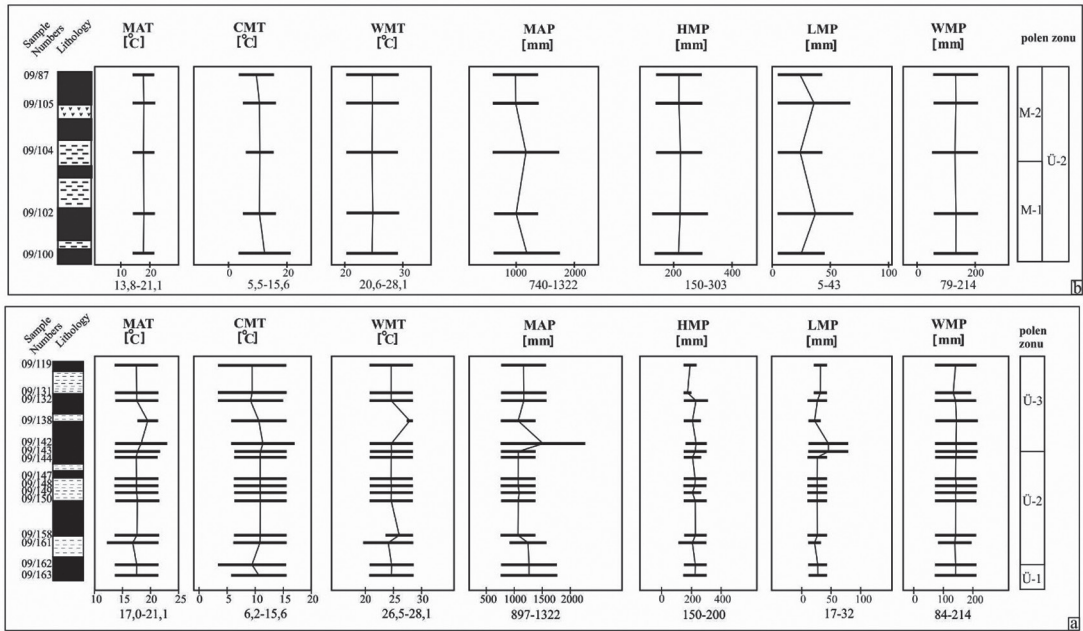 Sample Numbers Lithology MAT [°C] CMT [°C] WMT [°C] MAP [mm] HMP [mm] LMP [mm] WMP [mm] polen zonu
09/87
09/105
09/104
09/102
09/100
M-2
M-1
Ü-2
10 20 0 20 20 30 1000 2000 200 400 0 50 100 0 200
13,8-21,1 5,5-15,6 20,6-28,1 740-1322 150-303 5-43 79-214
b
Sample Numbers Lithology MAT [°C] CMT [°C] WMT [°C] MAP [mm] HMP [mm] LMP [mm] WMP [mm] polen zonu
09/119
09/131
09/132
09/138
09/142
09/143
09/144
09/147
09/148
09/149
09/150
09/158
09/161
09/162
09/163
Ü-3
Ü-2
Ü-1
10 15 20 25 0 5 10 15 20 20 25 30 35 500 1000 1500 2000 0 200 400 0 50 100 0 200
17,0-21,1 6,2-15,6 26,5-28,1 897-1322 150-200 17-32 84-214
a